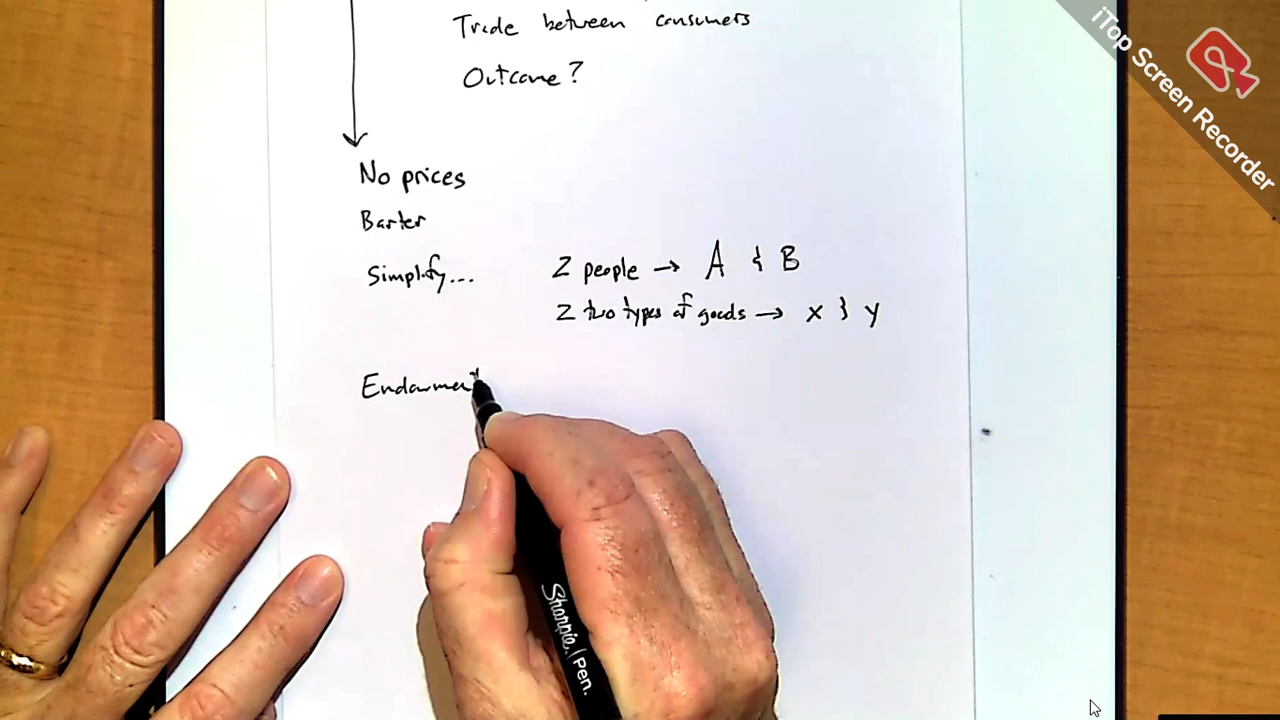 Trade between consumers
Outcome?
No prices
Barter
Simplify...
2 people → A & B
2 two types of goods → x & y
Endowment
Sharpie. | Pen.
iTop Screen Recorder